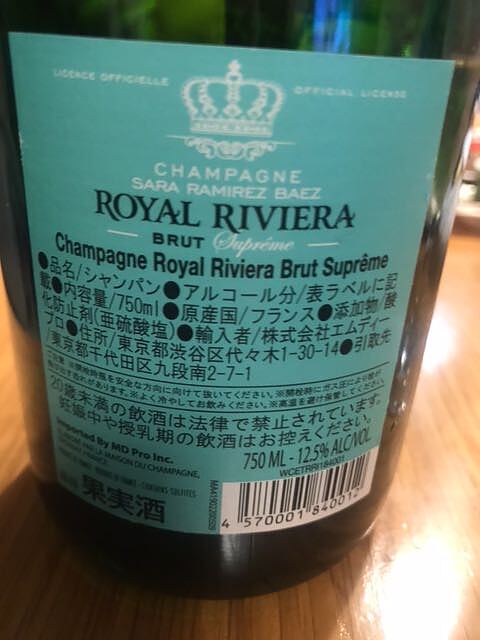 LICENCE OFFICIELLE
OFFICIAL LICENSE
CHAMPAGNE
SARA RAMIREZ BAEZ
ROYAL RIVIERA
BRUT Suprême
Champagne Royal Riviera Brut Suprême
●品名/シャンパン●アルコール分/表ラベルに記
載●内容量/750ml●原産国/フランス●添加物/酸
化防止剤(亜硫酸塩)●輸入者/株式会社エムディー
プロ●住所/東京都渋谷区代々木1-30-14●引取先
/東京都千代田区九段南2-7-1
20歳未満の飲酒は法律で禁止されています。
妊娠中や授乳期の飲酒はお控えください。
Imported By MD Pro Inc.
PAR LA MAISON DU CHAMPAGNE,
750 ML - 12.5% ALC/VOL
WCETRRI184001
果実酒
4 570001 840012